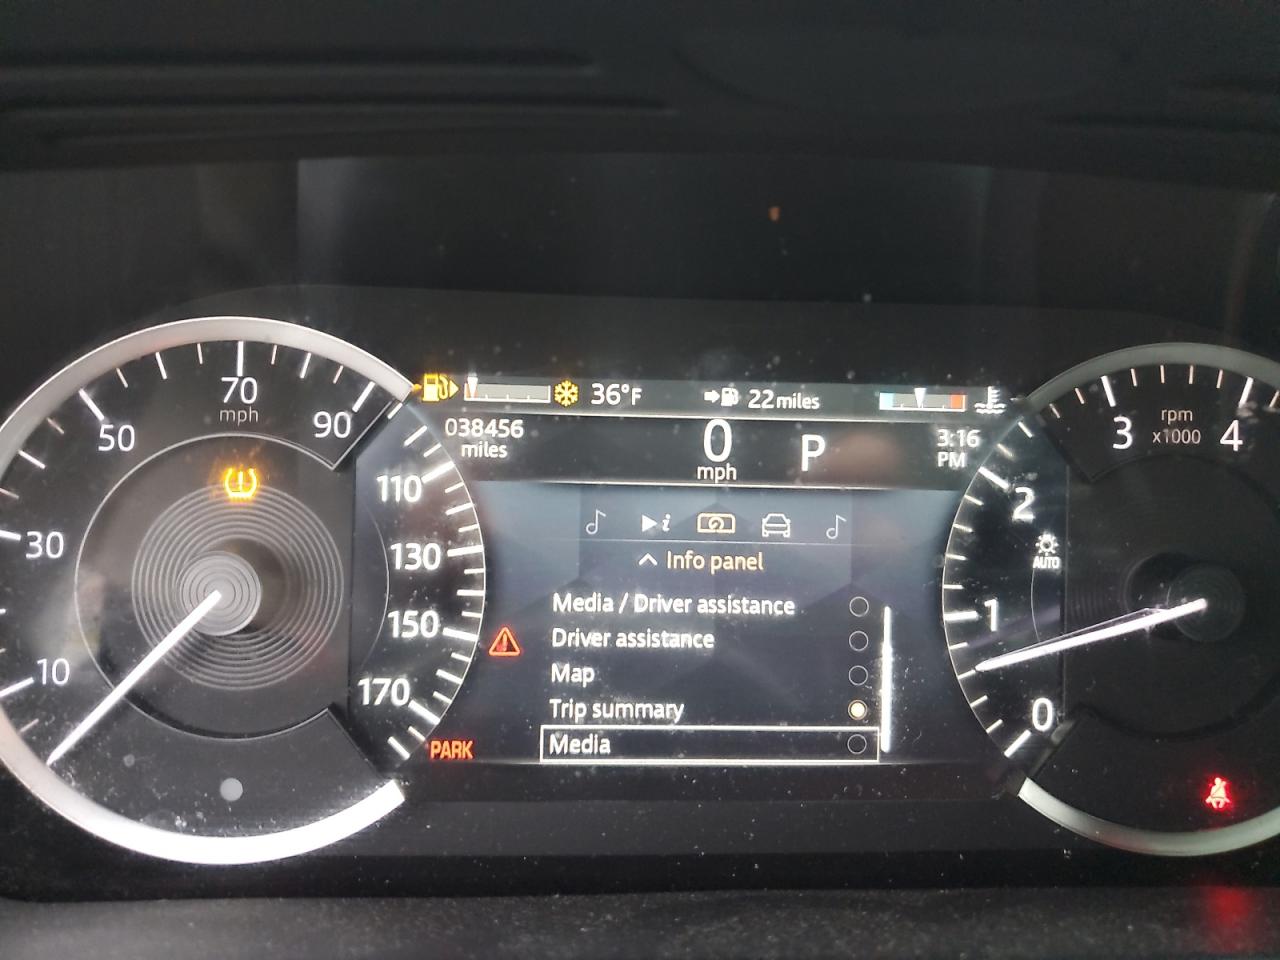 36°F
22 miles
038456
miles
0
mph
P
3:16
PM
70
mph
50
90
30
110
10
130
150
170
i
Info panel
Media / Driver assistance
Driver assistance
Map
Trip summary
Media
PARK
rpm
x1000
3
4
2
AUTO
1
0